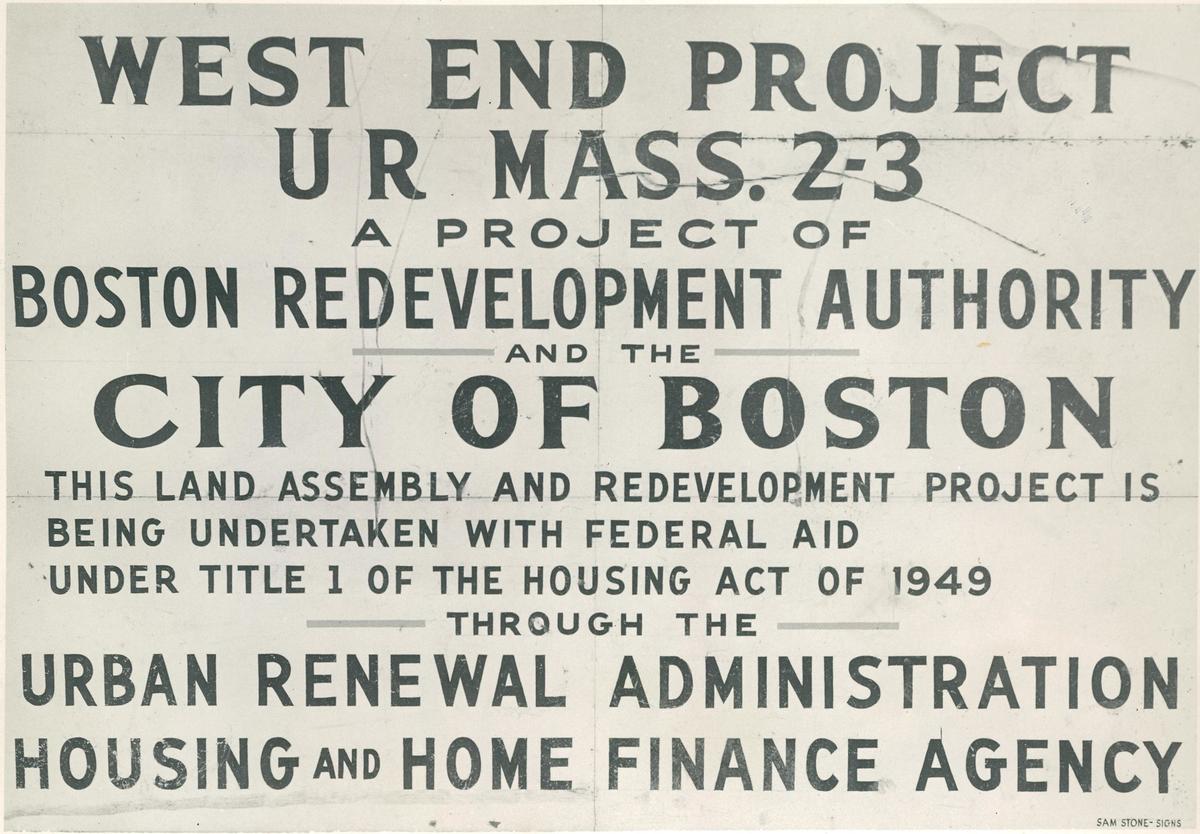 WEST END PROJECT
UR MASS. 2-3
A PROJECT OF
BOSTON REDEVELOPMENT AUTHORITY
AND THE
CITY OF BOSTON
THIS LAND ASSEMBLY AND REDEVELOPMENT PROJECT IS
BEING UNDERTAKEN WITH FEDERAL AID
UNDER TITLE 1 OF THE HOUSING ACT OF 1949
THROUGH THE
URBAN RENEWAL ADMINISTRATION
HOUSING AND HOME FINANCE AGENCY
SAM STONE-SIGNS